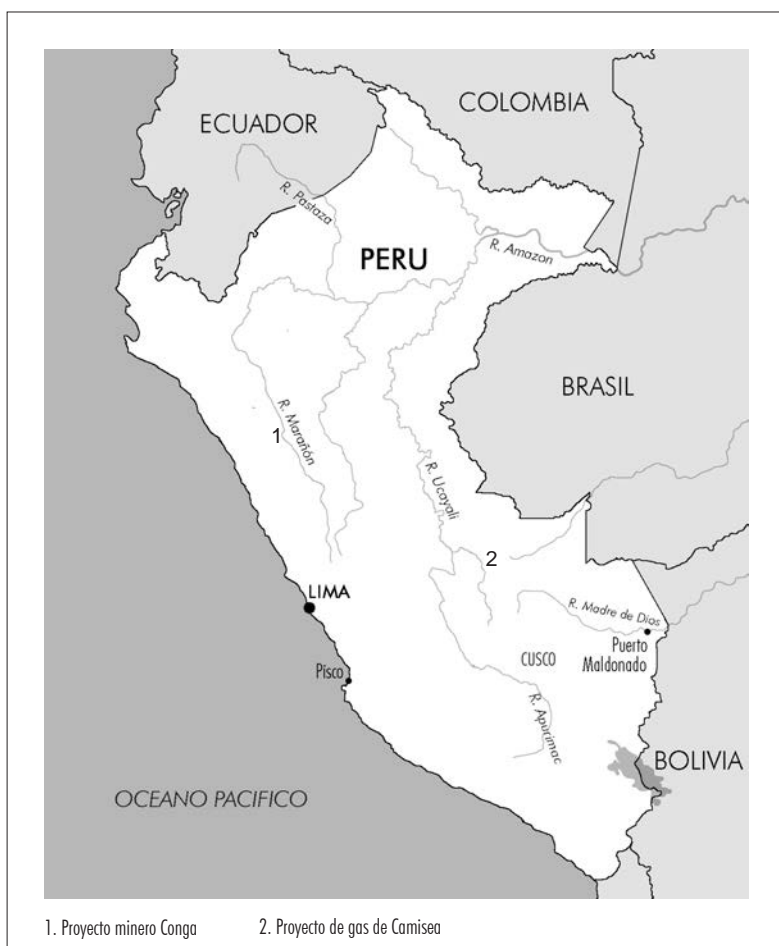 COLOMBIA
ECUADOR
R. Pastaza
PERU
R. Amazon
BRASIL
R. Marañón
1
R. Ucayali
2
LIMA
R. Madre de Dios
Puerto
Maldonado
CUSCO
Pisco
R. Apurimac
BOLIVIA
OCEANO PACIFICO
1. Proyecto minero Conga
2. Proyecto de gas de Camisea